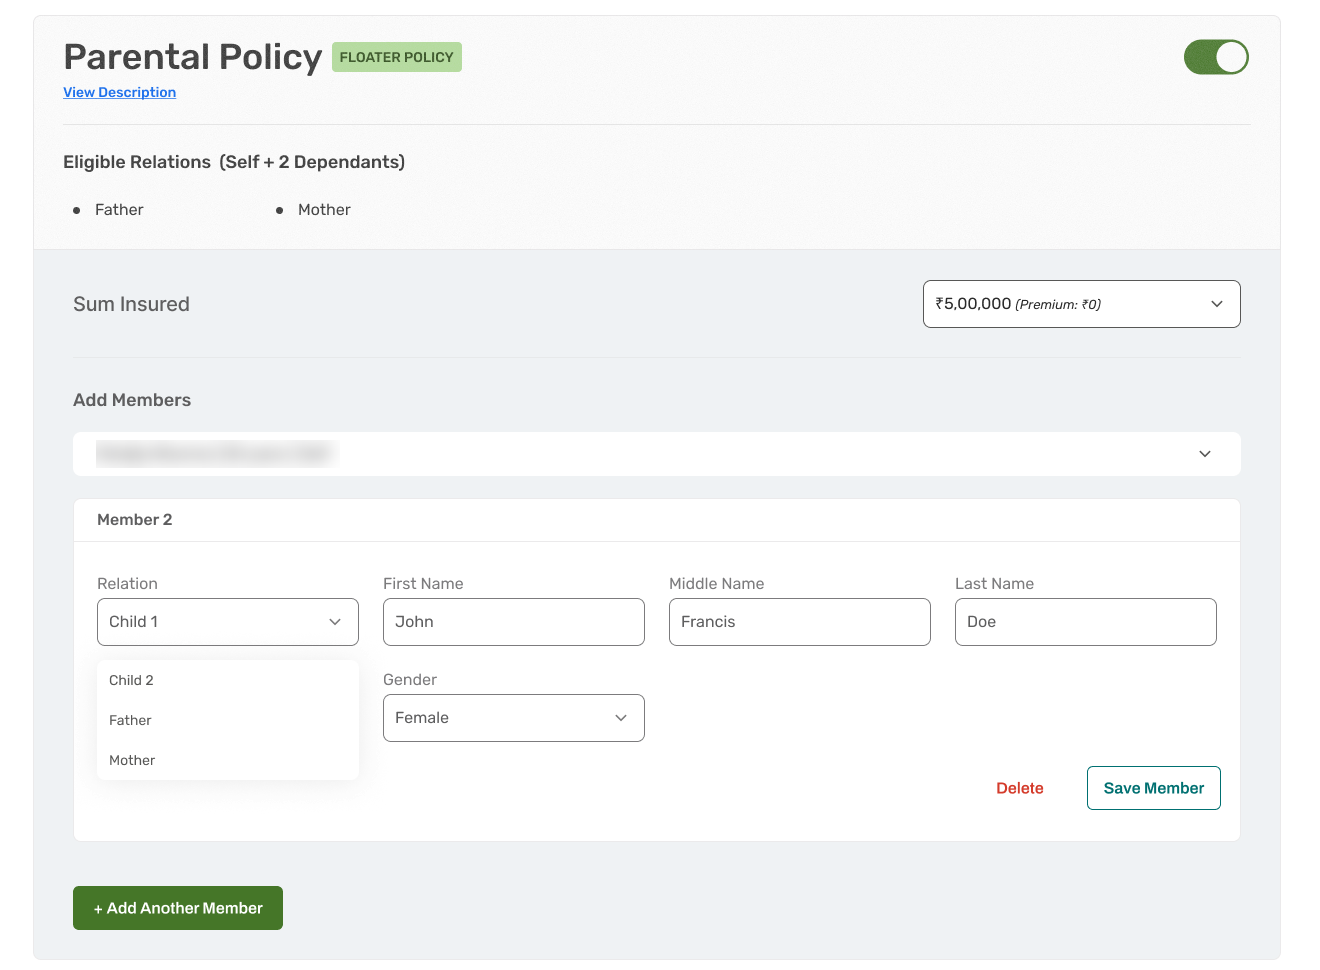 Parental Policy FLOATER POLICY
View Description
Eligible Relations (Self + 2 Dependants)
Father Mother
Sum Insured ₹5,00,000 (Premium: ₹0)
Add Members
Member 2
Relation First Name Middle Name Last Name
Child 1 John Francis Doe
Child 2 Gender
Father Female
Mother
Delete Save Member
+ Add Another Member